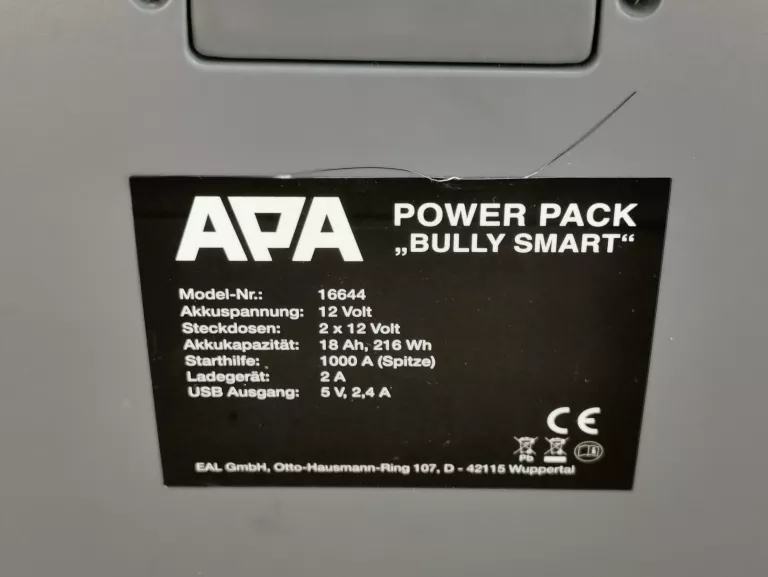 APA
POWER PACK
„BULLY SMART“
Model-Nr.: 16644
Akkuspannung: 12 Volt
Steckdosen: 2 x 12 Volt
Akkukapazität: 18 Ah, 216 Wh
Starthilfe: 1000 A (Spitze)
Ladegerät: 2 A
USB Ausgang: 5 V, 2,4 A
CE
Pb
EAL GmbH, Otto-Hausmann-Ring 107, D - 42115 Wuppertal